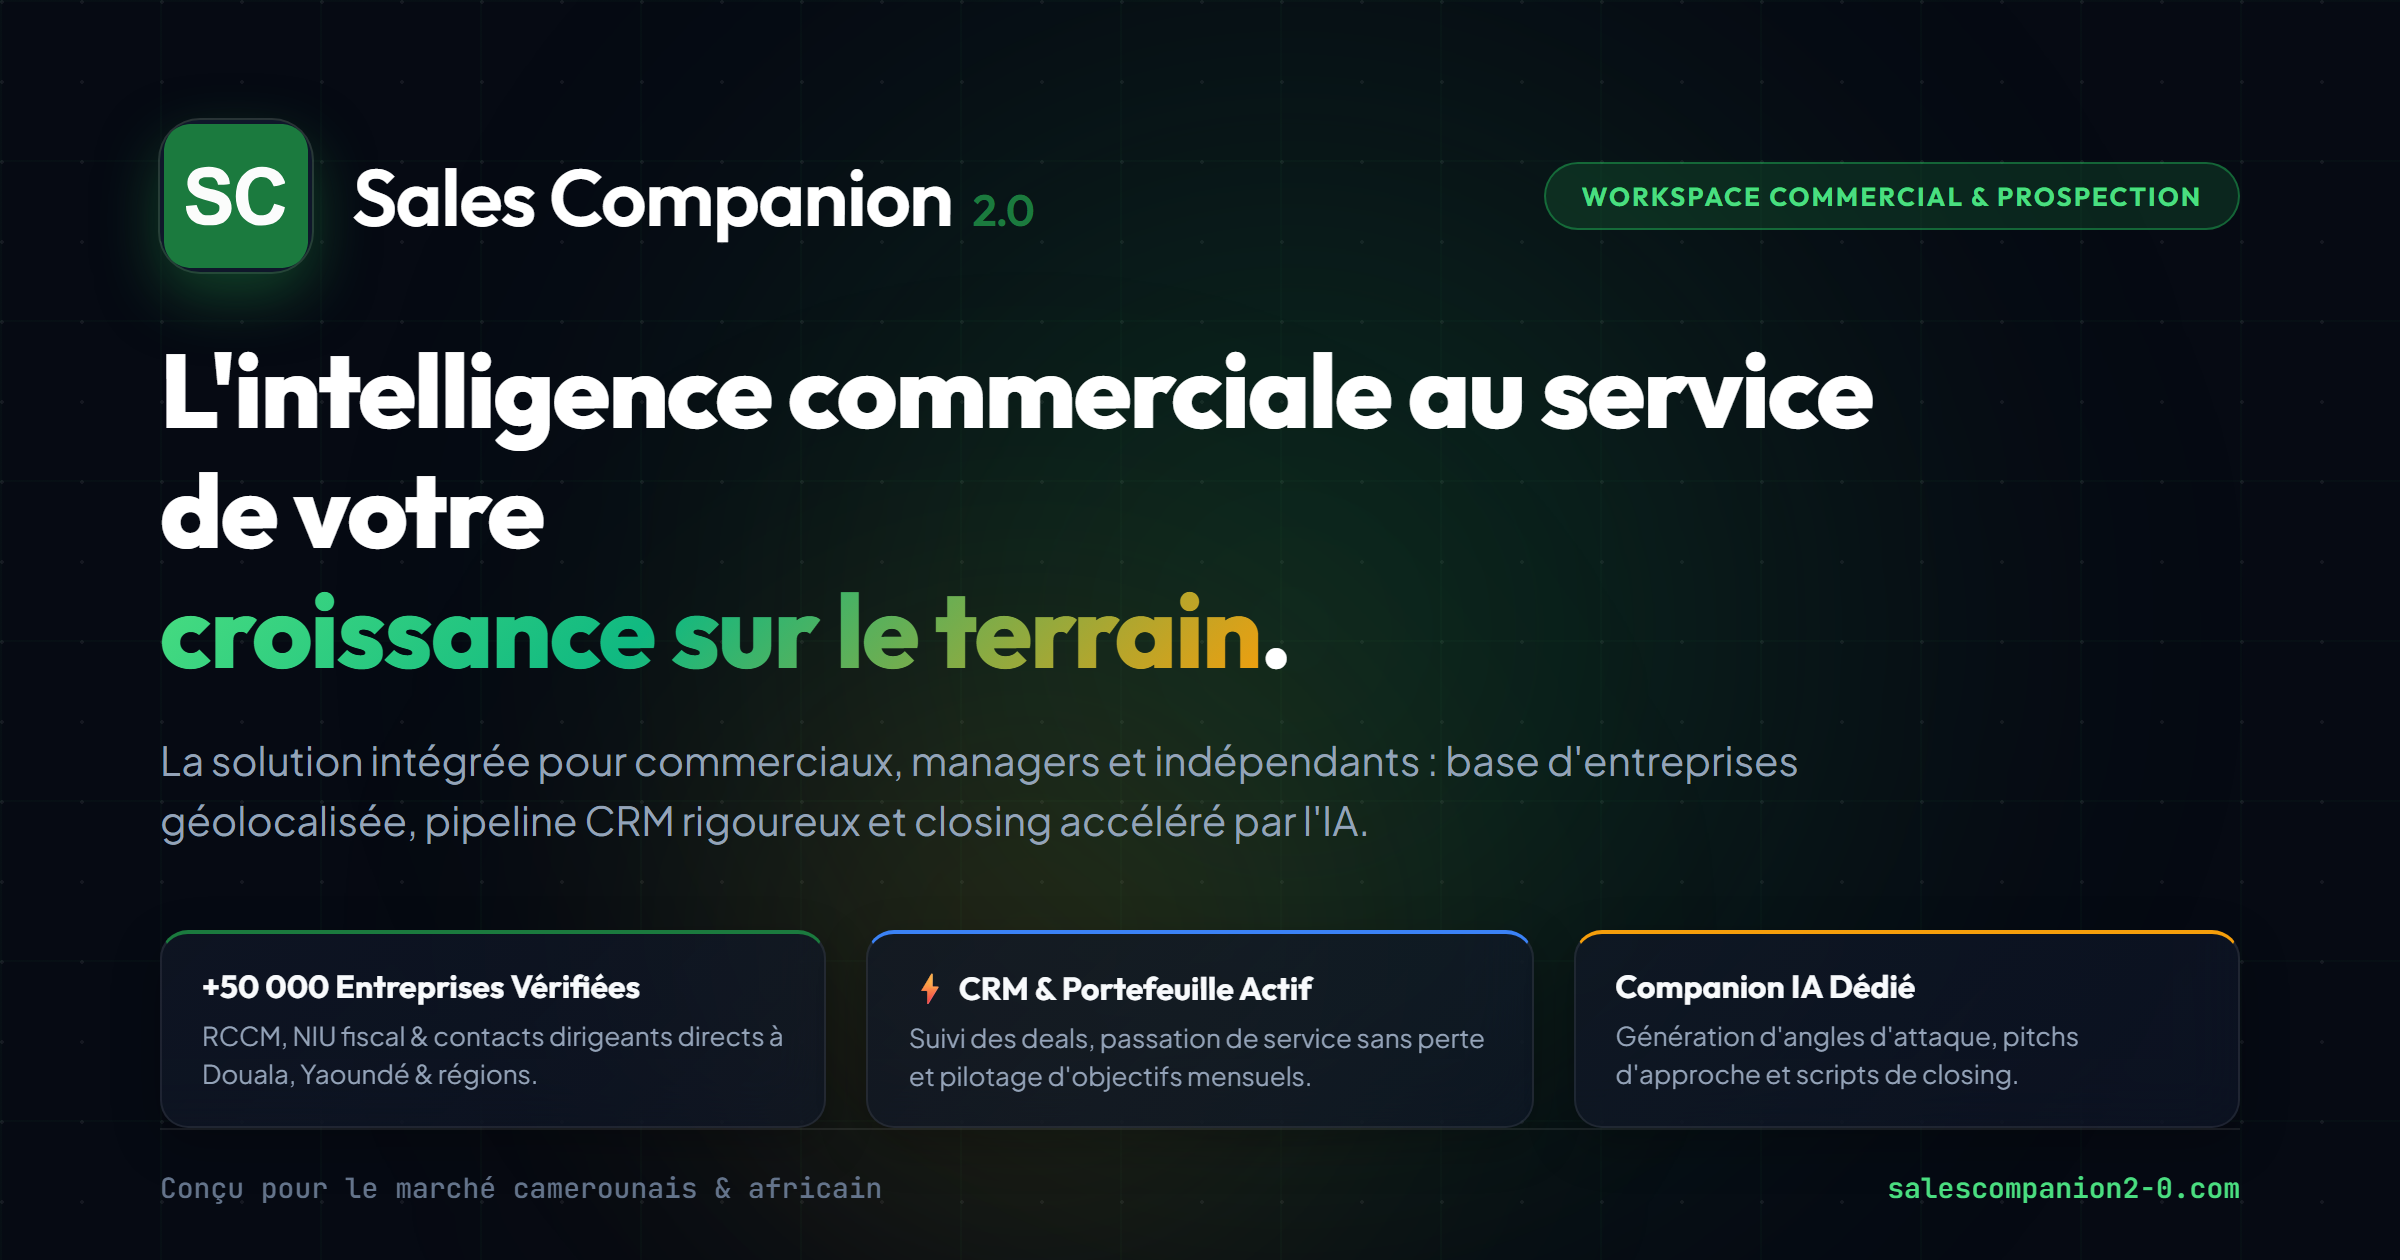 SC
Sales Companion 2.0
WORKSPACE COMMERCIAL & PROSPECTION
L'intelligence commerciale au service
de votre
croissance sur le terrain.
La solution intégrée pour commerciaux, managers et indépendants : base d'entreprises
géolocalisée, pipeline CRM rigoureux et closing accéléré par l'IA.
+50 000 Entreprises Vérifiées
RCCM, NIU fiscal & contacts dirigeants directs à
Douala, Yaoundé & régions.
CRM & Portefeuille Actif
Suivi des deals, passation de service sans perte
et pilotage d'objectifs mensuels.
Companion IA Dédié
Génération d'angles d'attaque, pitchs
d'approche et scripts de closing.
Conçu pour le marché camerounais & africain
salescompanion2-0.com